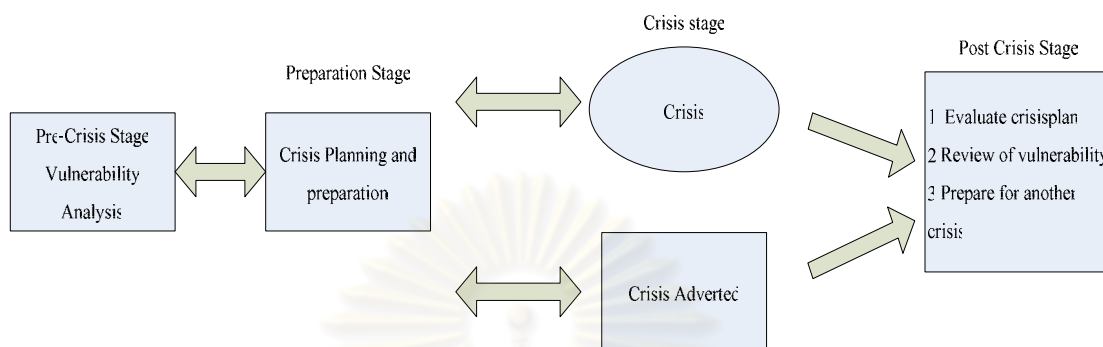 Pre-Crisis Stage
Vulnerability
Analysis
Preparation Stage
Crisis Planning and
preparation
Crisis stage
Crisis
Crisis Adverted
Post Crisis Stage
1 Evaluate crisisplan
2 Review of vulnerability
3 Prepare for another
crisis